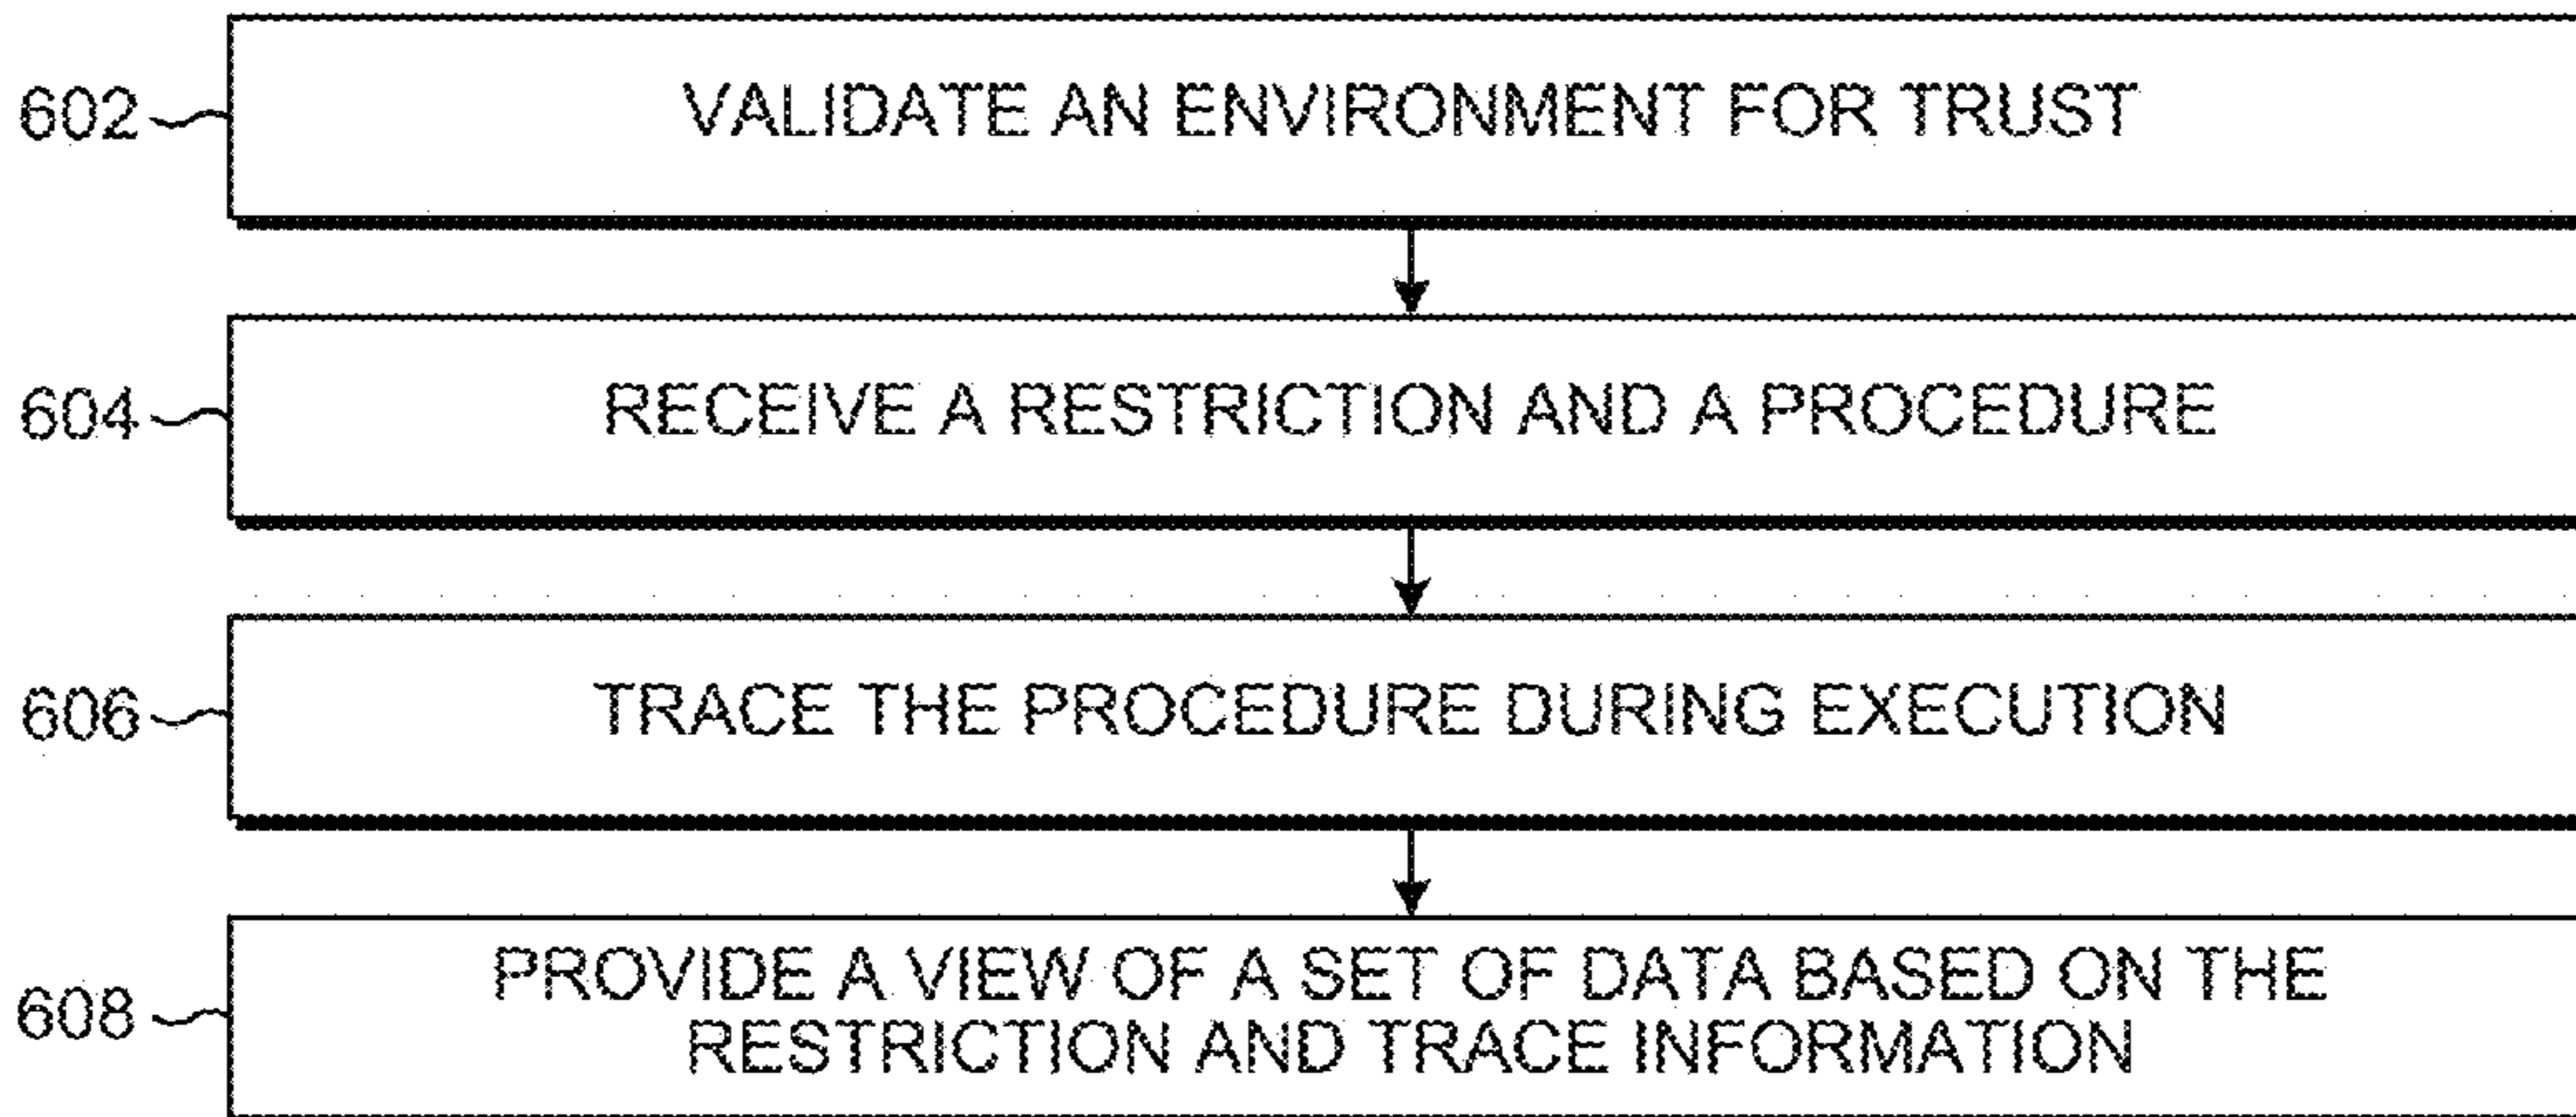 602
VALIDATE AN ENVIRONMENT FOR TRUST
604
RECEIVE A RESTRICTION AND A PROCEDURE
606
TRACE THE PROCEDURE DURING EXECUTION
608
PROVIDE A VIEW OF A SET OF DATA BASED ON THE
RESTRICTION AND TRACE INFORMATION